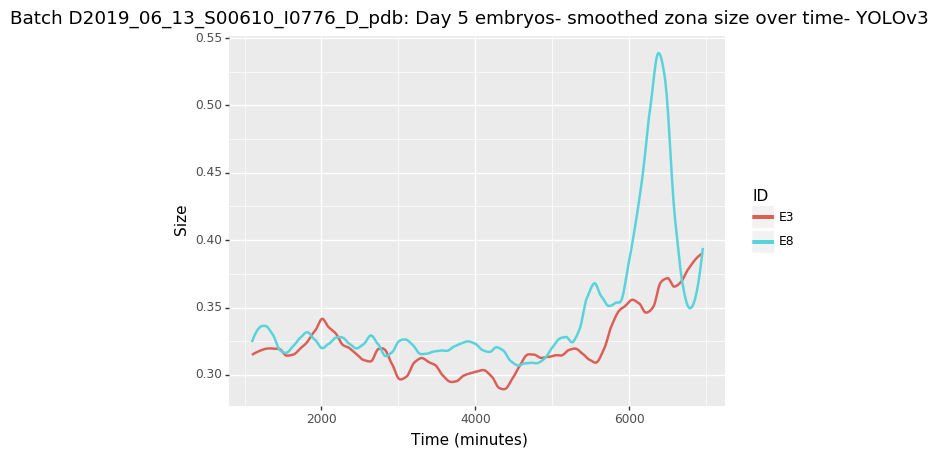 Batch D2019_06_13_S00610_I0776_D_pdb: Day 5 embryos- smoothed zona size over time- YOLOv3
0.55
0.50
0.45
0.40
0.35
0.30
Size
2000
4000
6000
Time (minutes)
ID
E3
E8